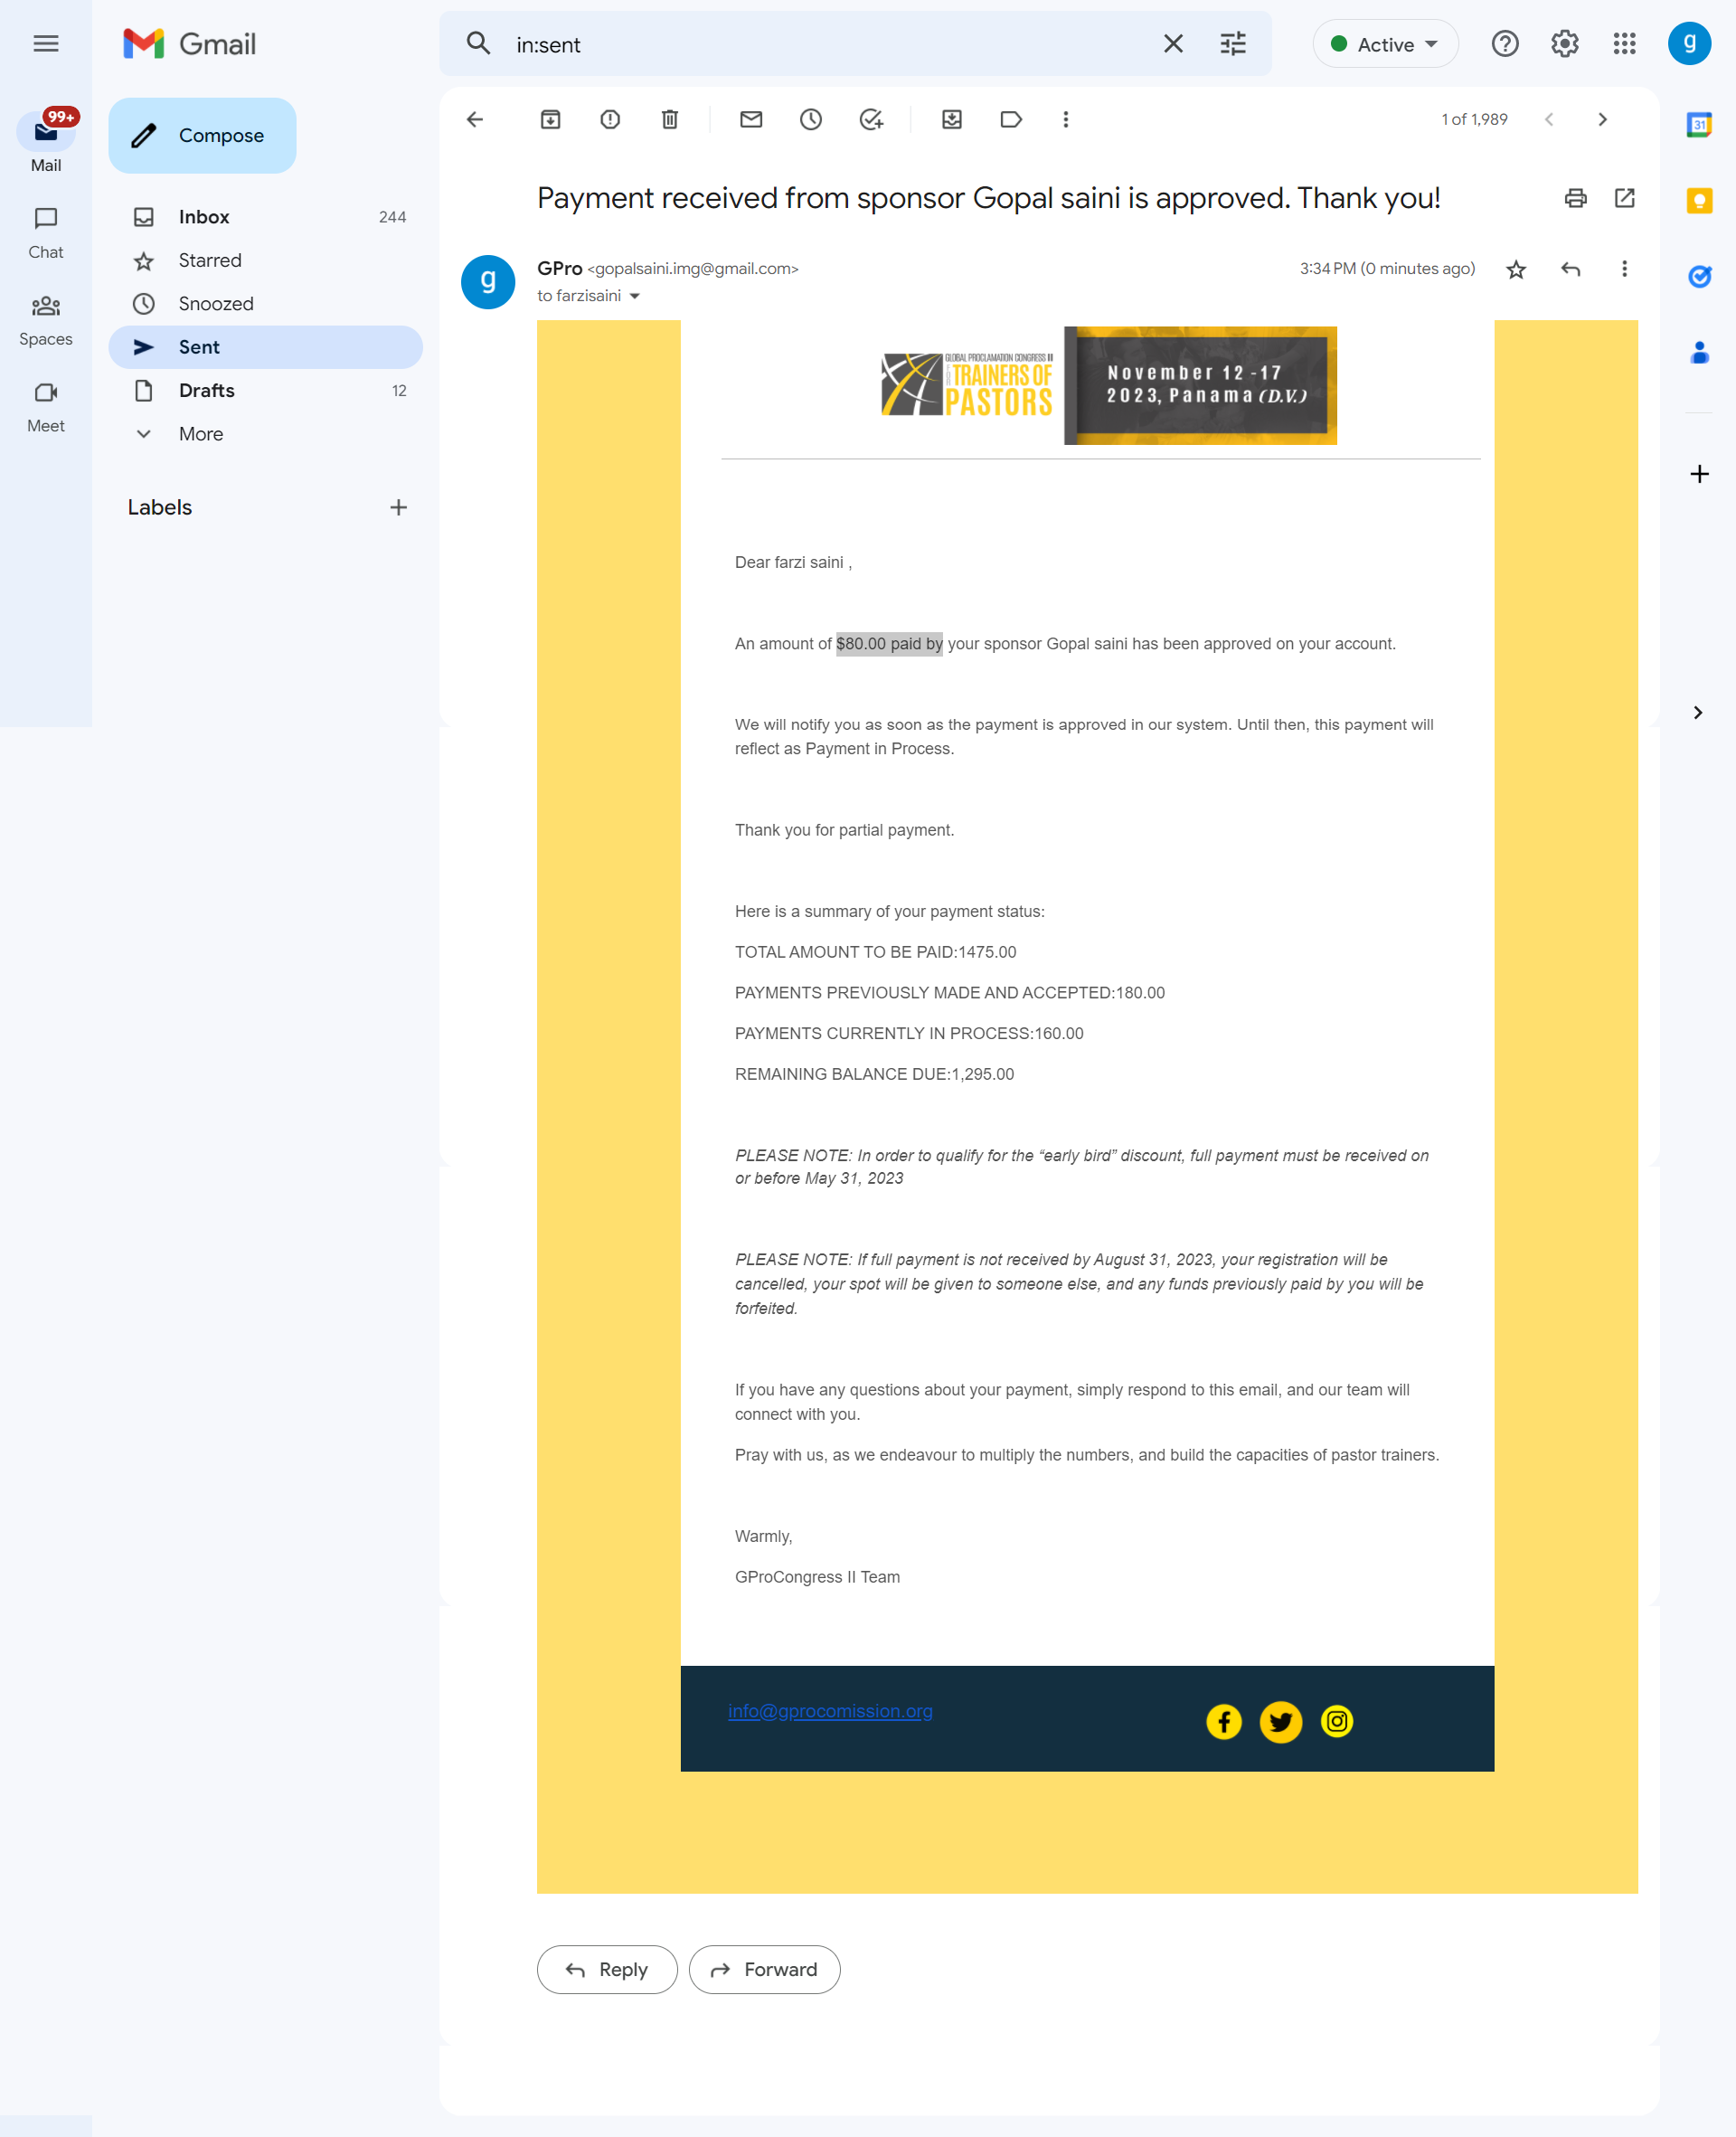 Gmail
in:sent
Active
g
99+
Mail
Compose
1 of 1,989
31
Chat
Inbox 244
Starred
Snoozed
Sent
Drafts 12
More
Spaces
Meet
Labels
Payment received from sponsor Gopal saini is approved. Thank you!
g
GPro <gopalsaini.img@gmail.com>
3:34 PM (0 minutes ago)
to farzisaini
GLOBAL PROCLAMATION CONGRESS II
FOR
TRAINERS OF
PASTORS
November 12 -17
2023, Panama (D.V.)
Dear farzi saini ,
An amount of $80.00 paid by your sponsor Gopal saini has been approved on your account.
We will notify you as soon as the payment is approved in our system. Until then, this payment will
reflect as Payment in Process.
Thank you for partial payment.
Here is a summary of your payment status:
TOTAL AMOUNT TO BE PAID:1475.00
PAYMENTS PREVIOUSLY MADE AND ACCEPTED:180.00
PAYMENTS CURRENTLY IN PROCESS:160.00
REMAINING BALANCE DUE:1,295.00
PLEASE NOTE: In order to qualify for the “early bird” discount, full payment must be received on
or before May 31, 2023
PLEASE NOTE: If full payment is not received by August 31, 2023, your registration will be
cancelled, your spot will be given to someone else, and any funds previously paid by you will be
forfeited.
If you have any questions about your payment, simply respond to this email, and our team will
connect with you.
Pray with us, as we endeavour to multiply the numbers, and build the capacities of pastor trainers.
Warmly,
GProCongress II Team
info@gprocomission.org
Reply
Forward